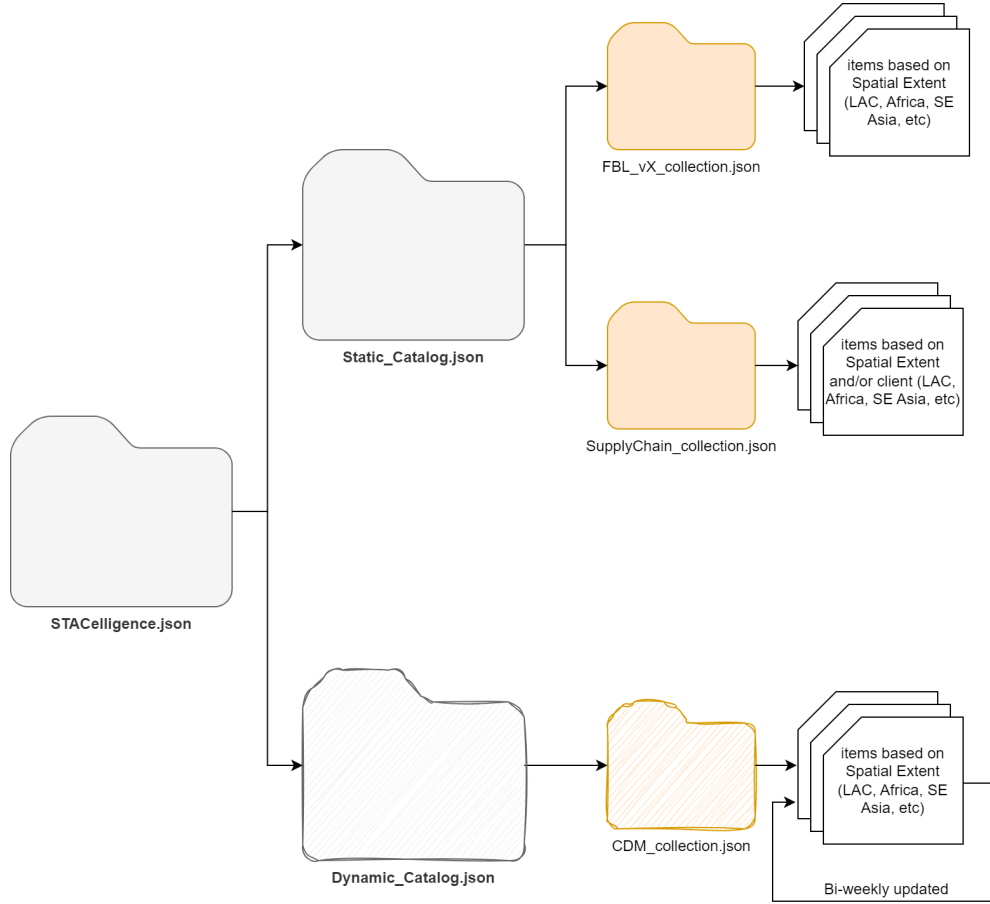 items based on
Spatial Extent
(LAC, Africa, SE
Asia, etc)
FBL_vX_collection.json
Static_Catalog.json
items based on
Spatial Extent
and/or client (LAC,
Africa, SE Asia, etc)
SupplyChain_collection.json
STACelligence.json
items based on
Spatial Extent
(LAC, Africa, SE
Asia, etc)
CDM_collection.json
Dynamic_Catalog.json
Bi-weekly updated